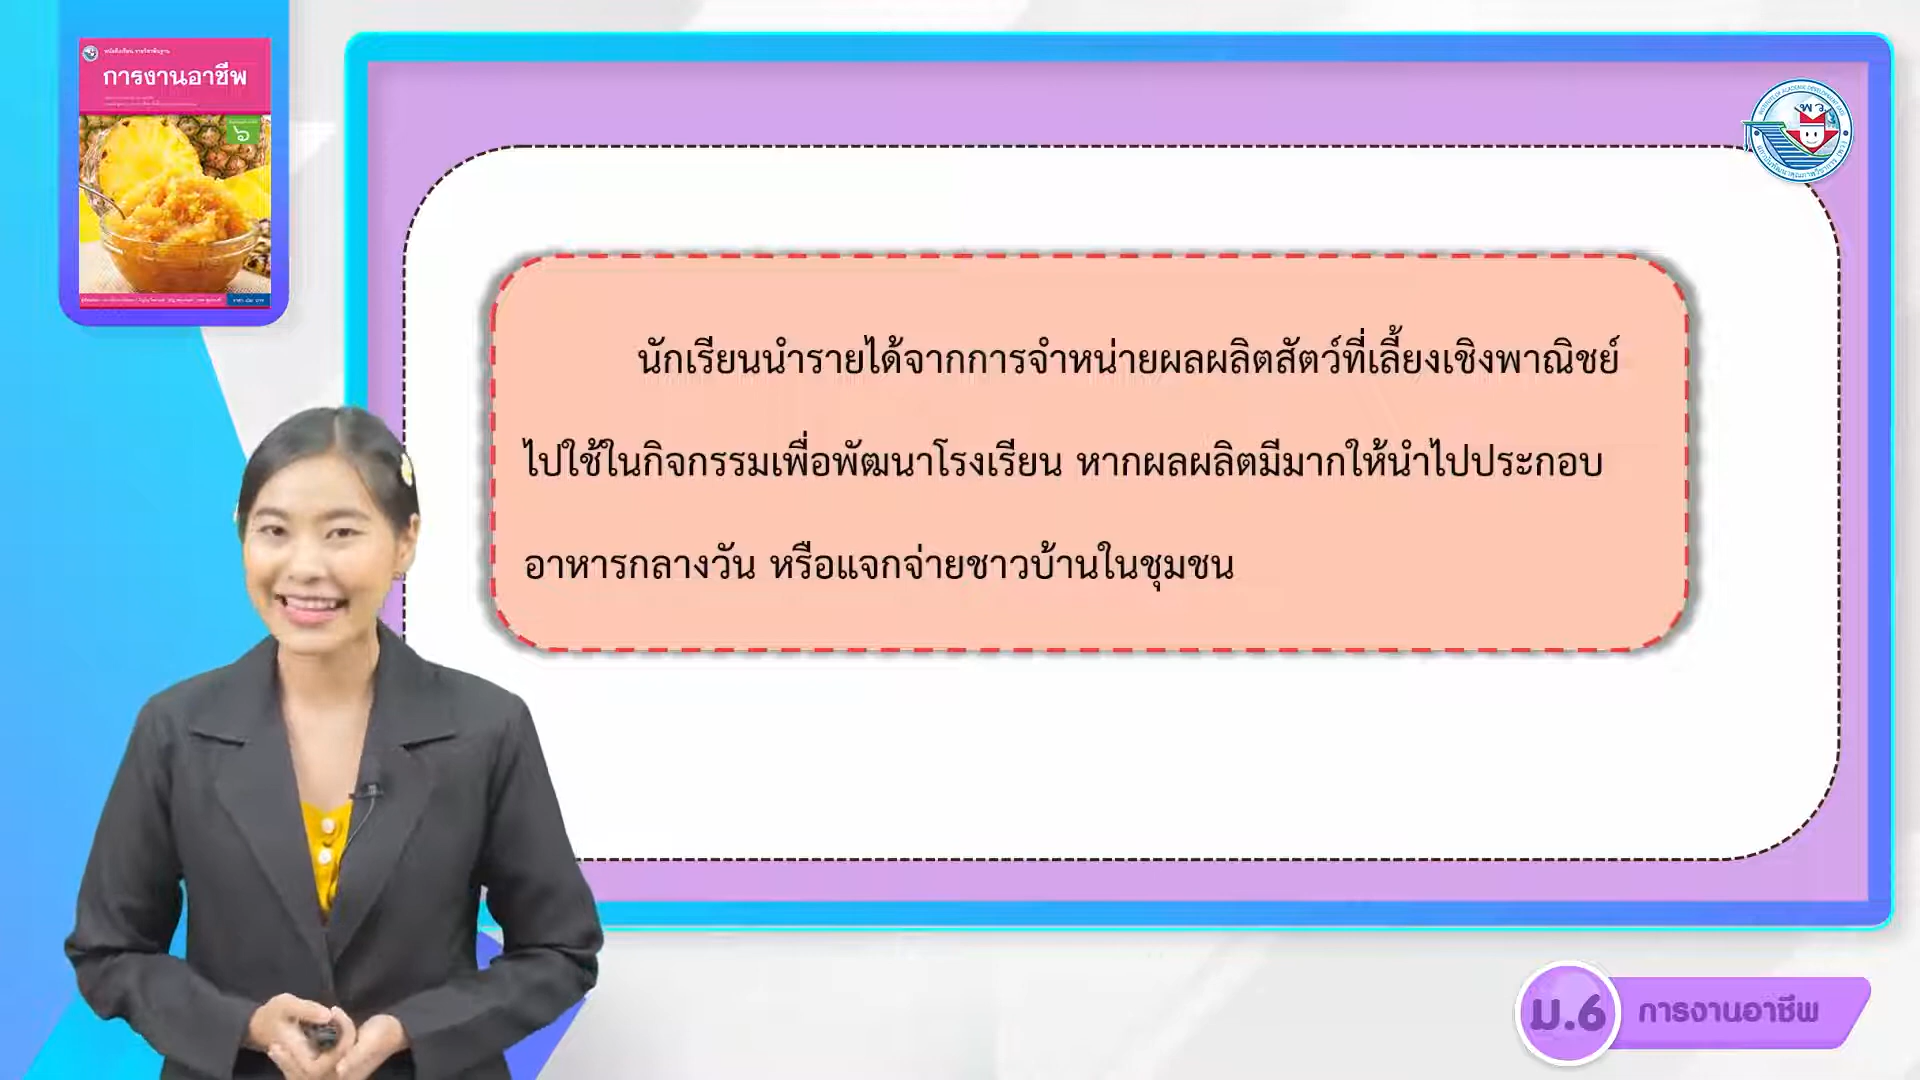 การงานอาชีพ
๖
พว
นักเรียนนำรายได้จากการจำหน่ายผลผลิตสัตว์ที่เลี้ยงเชิงพาณิชย์
ไปใช้ในกิจกรรมเพื่อพัฒนาโรงเรียน หากผลผลิตมีมากให้นำไปประกอบ
อาหารกลางวัน หรือแจกจ่ายชาวบ้านในชุมชน
ม.6 การงานอาชีพ